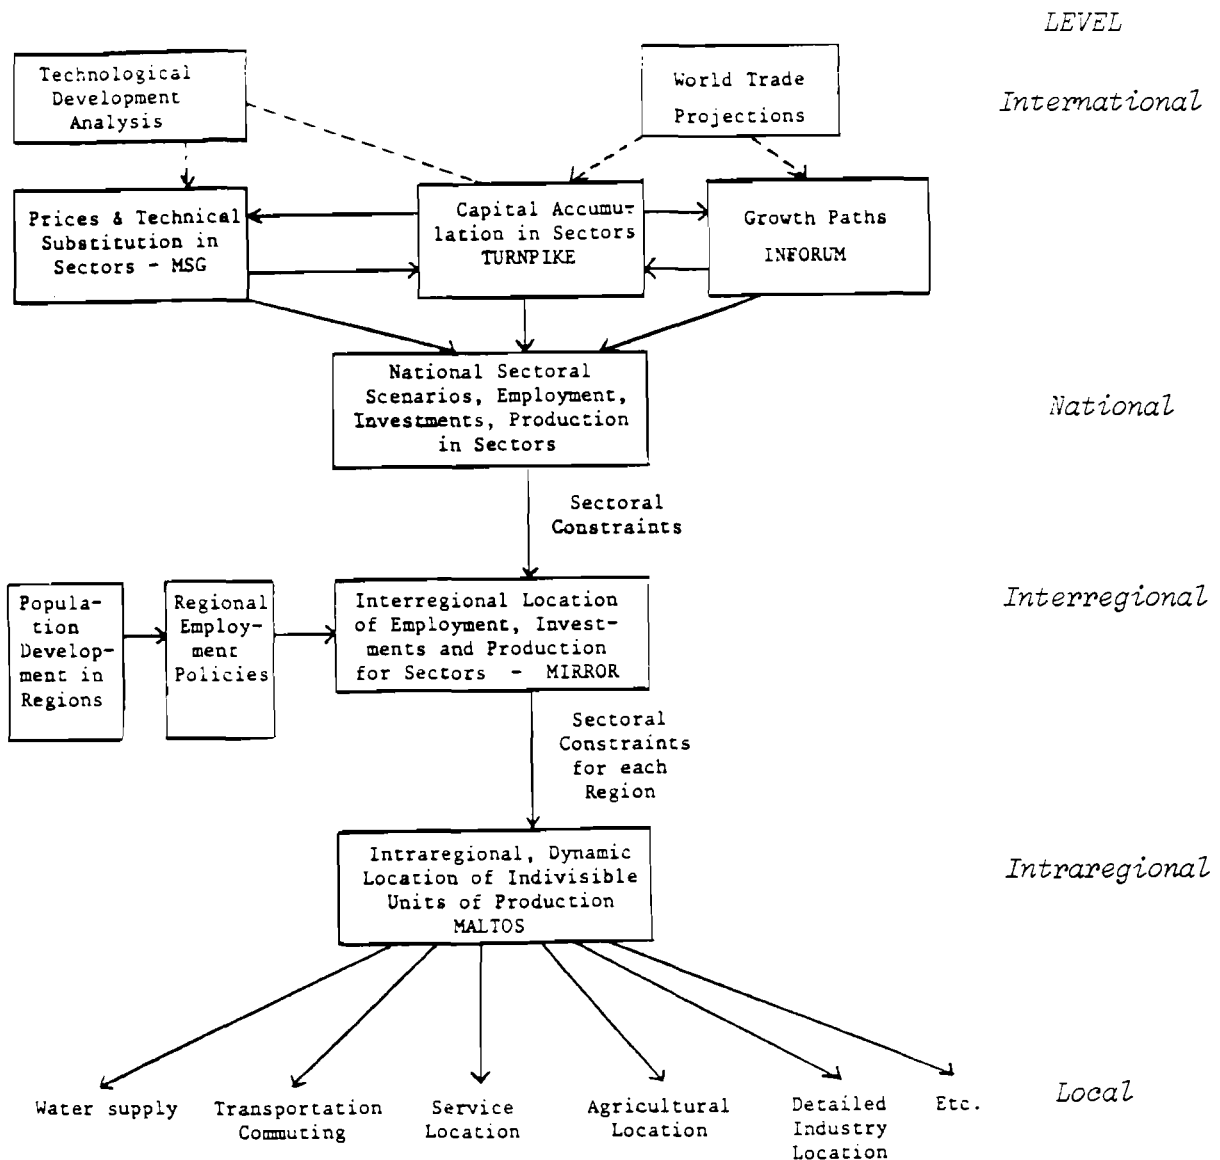 LEVEL
Technological
Development
Analysis
World Trade
Projections
International
Prices & Technical
Substitution in
Sectors - MSG
Capital Accumu-
lation in Sectors
TURNPIKE
Growth Paths
INFORUM
National Sectoral
Scenarios, Employment,
Investments, Production
in Sectors
National
Sectoral
Constraints
Popula-
tion
Develop-
ment in
Regions
Regional
Employ-
ment
Policies
Interregional Location
of Employment, Invest-
ments and Production
for Sectors - MIRROR
Interregional
Sectoral
Constraints
for each
Region
Intraregional, Dynamic
Location of Indivisible
Units of Production
MALTOS
Intraregional
Water supply
Transportation
Commuting
Service
Location
Agricultural
Location
Detailed
Industry
Location
Etc.
Local